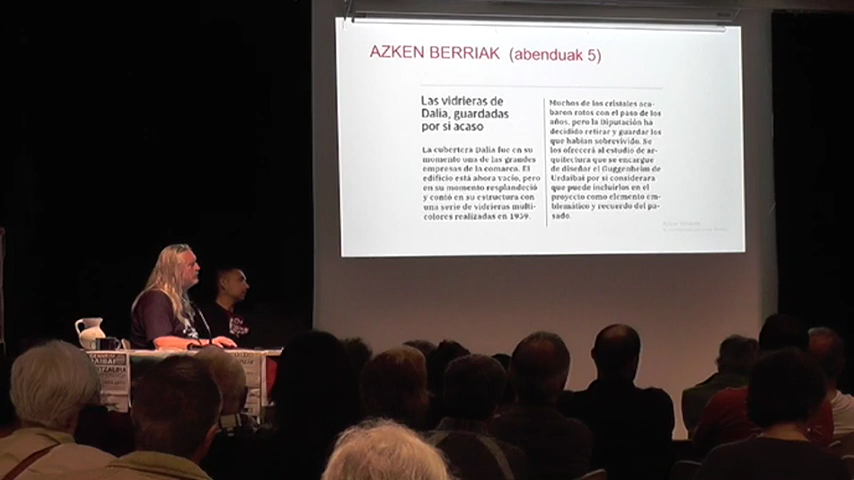 AZKEN BERRIAK (abenduak 5)
Las vidrieras de
Dalia, guardadas
por si acaso
La cubertera Dalia fue en su
momento una de las grandes
empresas de la comarca. El
edificio está ahora vacío, pero
en su momento resplandeció
y contó en su estructura con
una serie de vidrieras multi-
colores realizadas en 1959.
Muchos de los cristales aca-
baron rotos con el paso de los
años, pero la Diputación ha
decidido retirar y guardar los
que habían sobrevivido. Se
los ofrecerá al estudio de ar-
quitectura que se encargue
de diseñar el Guggenheim de
Urdaibai por si considerara
que puede incluirlos en el
proyecto como elemento em-
blemático y recuerdo del pa-
sado.